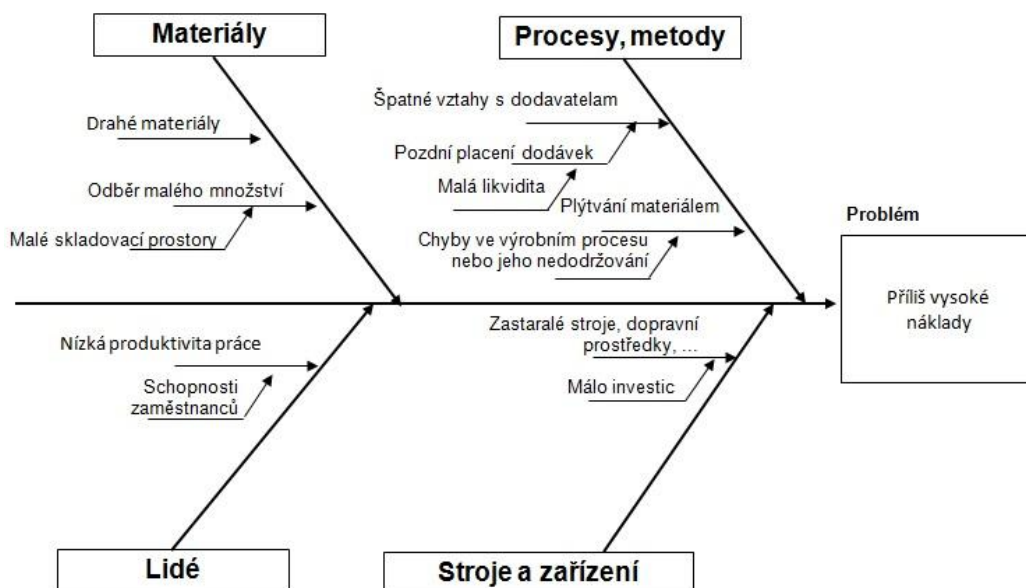 Materiály
Procesy, metody
Špatné vztahy s dodavatelam
Drahé materiály
Pozdní placení dodávek
Malá likvidita
Odběr malého množství
Plýtvání materiálem
Malé skladovací prostory
Chyby ve výrobním procesu
nebo jeho nedodržování
Problém
Příliš vysoké
náklady
Nízká produktivita práce
Schopnosti
zaměstnanců
Zastaralé stroje, dopravní
prostředky, ...
Málo investic
Lidé
Stroje a zařízení